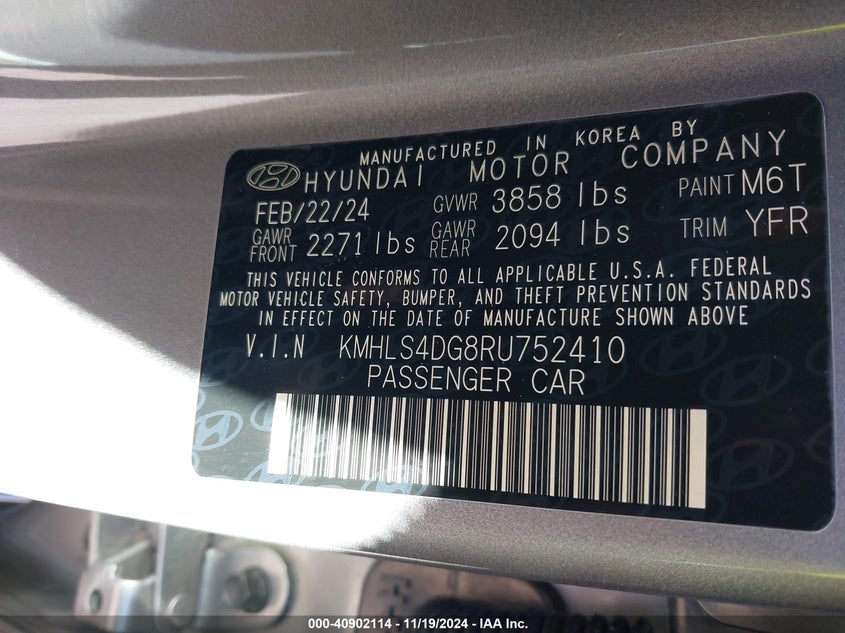 MANUFACTURED IN KOREA BY
HYUNDAI MOTOR COMPANY
FEB/22/24 GVWR 3858 lbs PAINT M6T
GAWR FRONT 2271 lbs GAWR REAR 2094 lbs TRIM YFR
THIS VEHICLE CONFORMS TO ALL APPLICABLE U.S.A. FEDERAL
MOTOR VEHICLE SAFETY, BUMPER, AND THEFT PREVENTION STANDARDS
IN EFFECT ON THE DATE OF MANUFACTURE SHOWN ABOVE
V.I.N KMHLS4DG8RU752410
PASSENGER CAR
000-40902114 - 11/19/2024 - IAA Inc.